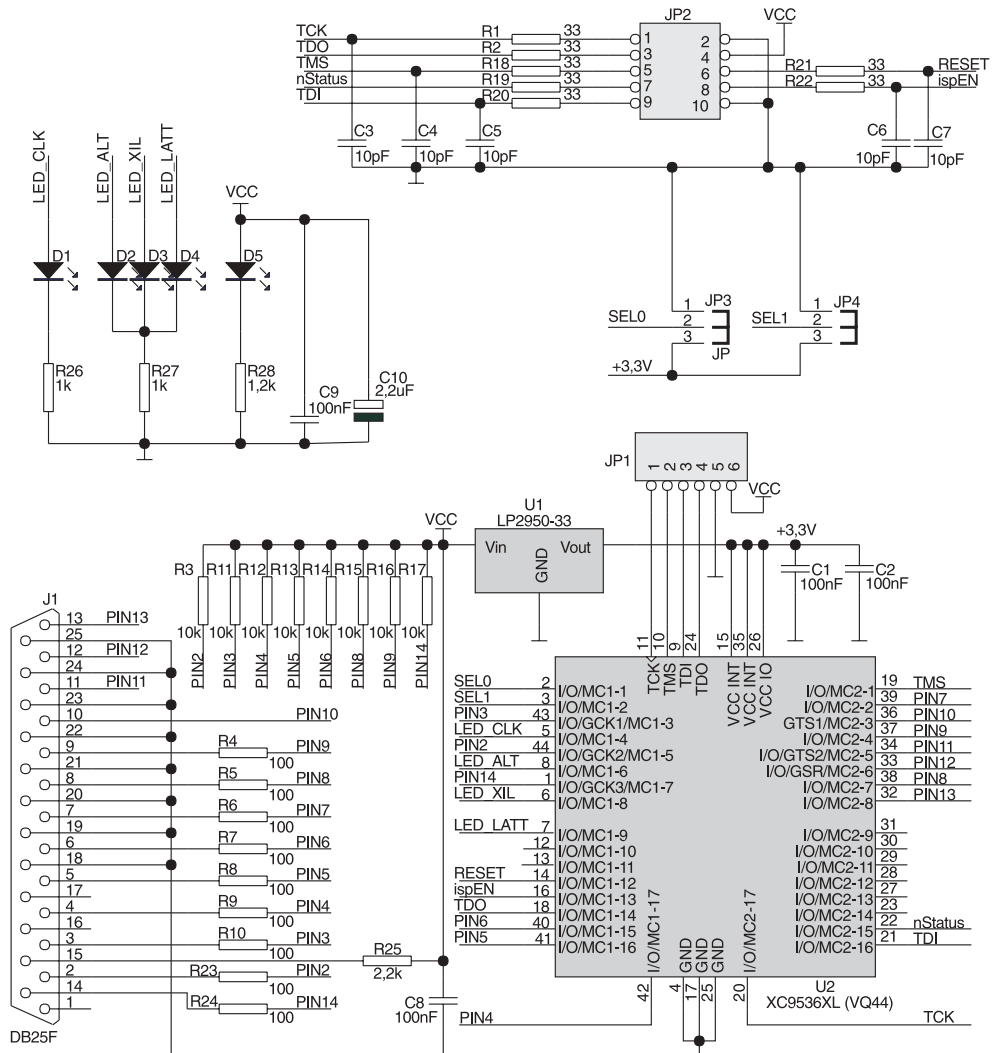 JP2
VCC
TCK R1 33 1 2
TDO R2 33 3 4
TMS R18 33 5 6 R21 33 RESET
nStatus R19 33 7 8 R22 33 ispEN
TDI R20 33 9 10
C3 C4 C5 C6 C7
10pF 10pF 10pF 10pF 10pF
LED_CLK LED_ALT LED_XIL LED_LATT
VCC
D1 D2 D3 D4 D5
R26 R27 R28
1k 1k 1,2k
C9
100nF
C10
2,2uF
JP3 JP4
1 1
SEL0 2 SEL1 2
3 3
JP
+3,3V
JP1 1 2 3 4 5 6
VCC
U1
LP2950-33
VCC
Vin Vout
GND
+3,3V
C1 C2
100nF 100nF
R3 R11 R12 R13 R14 R15 R16 R17
10k 10k 10k 10k 10k 10k 10k 10k
PIN2 PIN3 PIN4 PIN5 PIN6 PIN8 PIN9 PIN14
J1
13 PIN13
25
12 PIN12
24
11 PIN11
23
10 PIN10
22
9 R4 100 PIN9
21
8 R5 100 PIN8
20
7 R6 100 PIN7
19
6 R7 100 PIN6
18
5 R8 100 PIN5
17
4 R9 100 PIN4
16
3 R10 100 PIN3
15 R25 2,2k
2 R23 100 PIN2
14 R24 100 PIN14
1
DB25F
C8
100nF
11 10 9 24 15 35 26
TCK TMS TDI TDO VCC INT VCC INT VCC IO
SEL0 2 I/O/MC1-1
SEL1 3 I/O/MC1-2
PIN3 43 I/O/GCK1/MC1-3
LED_CLK 5 I/O/MC1-4
PIN2 44 I/O/GCK2/MC1-5
LED_ALT 8 I/O/MC1-6
PIN14 1 I/O/GCK3/MC1-7
LED_XIL 6 I/O/MC1-8
LED_LATT 7 I/O/MC1-9
12 I/O/MC1-10
13 I/O/MC1-11
RESET 14 I/O/MC1-12
ispEN 16 I/O/MC1-13
TDO 18 I/O/MC1-14
PIN6 40 I/O/MC1-15
PIN5 41 I/O/MC1-16
I/O/MC2-1 19 TMS
I/O/MC2-2 39 PIN7
GTS1/MC2-3 36 PIN10
I/O/MC2-4 37 PIN9
I/O/GTS2/MC2-5 34 PIN11
I/O/GSR/MC2-6 33 PIN12
I/O/MC2-7 38 PIN8
I/O/MC2-8 32 PIN13
I/O/MC2-9 31
I/O/MC2-10 30
I/O/MC2-11 29
I/O/MC2-12 28
I/O/MC2-13 27
I/O/MC2-14 23
I/O/MC2-15 22 nStatus
I/O/MC2-16 21 TDI
I/O/MC1-17 GND GND GND I/O/MC2-17
42 4 17 25 20
U2
XC9536XL (VQ44)
PIN4 TCK